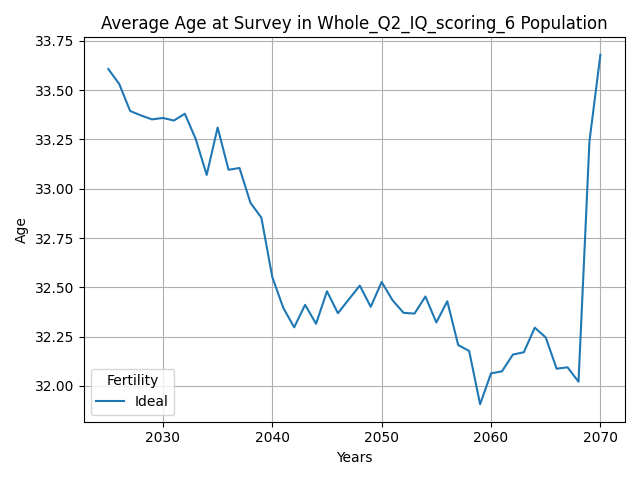 Average Age at Survey in Whole_Q2_IQ_scoring_6 Population
33.75
33.50
33.25
33.00
32.75
32.50
32.25
32.00
Age
Fertility
Ideal
2030
2040
2050
2060
2070
Years